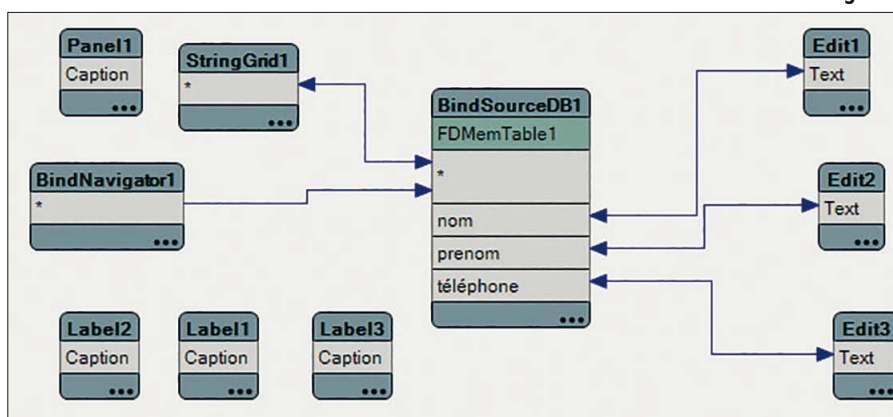 Panel1
Caption
...
StringGrid1
*
...
BindNavigator1
*
...
BindSourceDB1
FDMemTable1
*
nom
prenom
téléphone
...
Edit1
Text
...
Edit2
Text
...
Edit3
Text
...
Label2
Caption
...
Label1
Caption
...
Label3
Caption
...